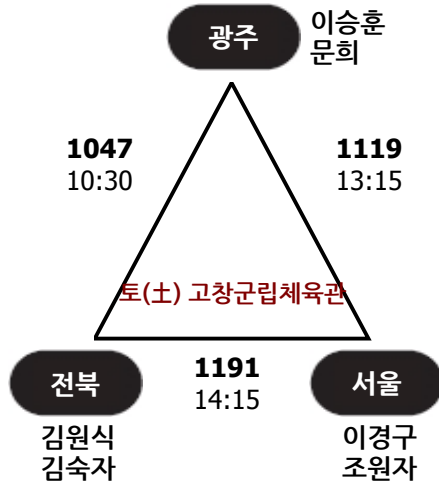 광주
이승훈
문희
1047
10:30
1119
13:15
토(土) 고창군립체육관
전북
1191
14:15
서울
김원식
김숙자
이경구
조원자